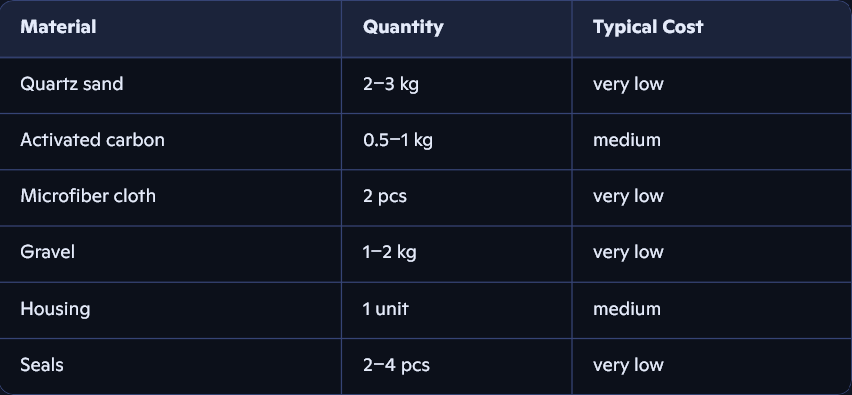 Material Quantity Typical Cost
Quartz sand 2–3 kg very low
Activated carbon 0.5–1 kg medium
Microfiber cloth 2 pcs very low
Gravel 1–2 kg very low
Housing 1 unit medium
Seals 2–4 pcs very low